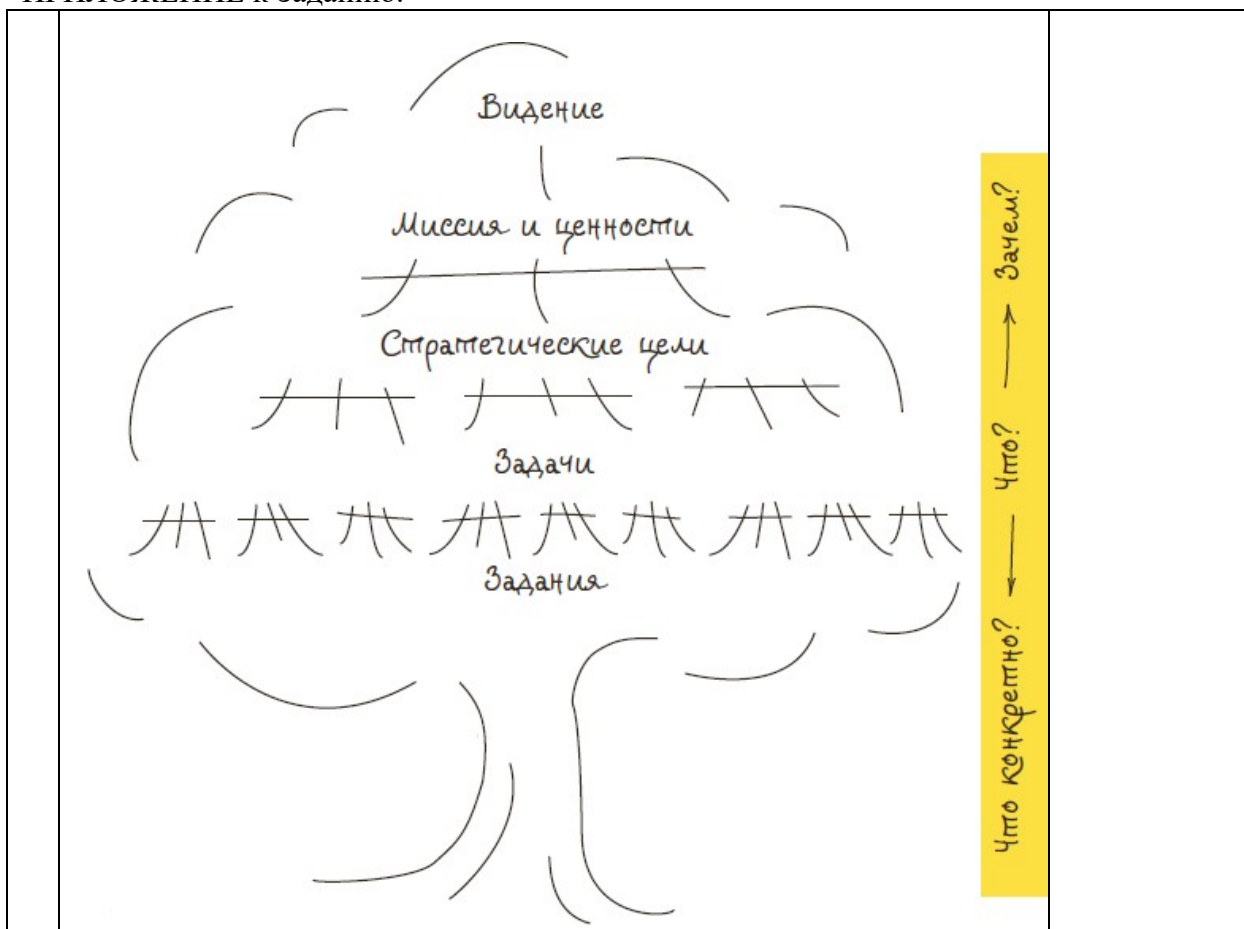 ПРИЛОЖЕНИЕ к Заданию:
Видение
Миссия и ценности
Стратегические цели
Задачи
Задания
Что конкретно? ← Что? → Зачем?